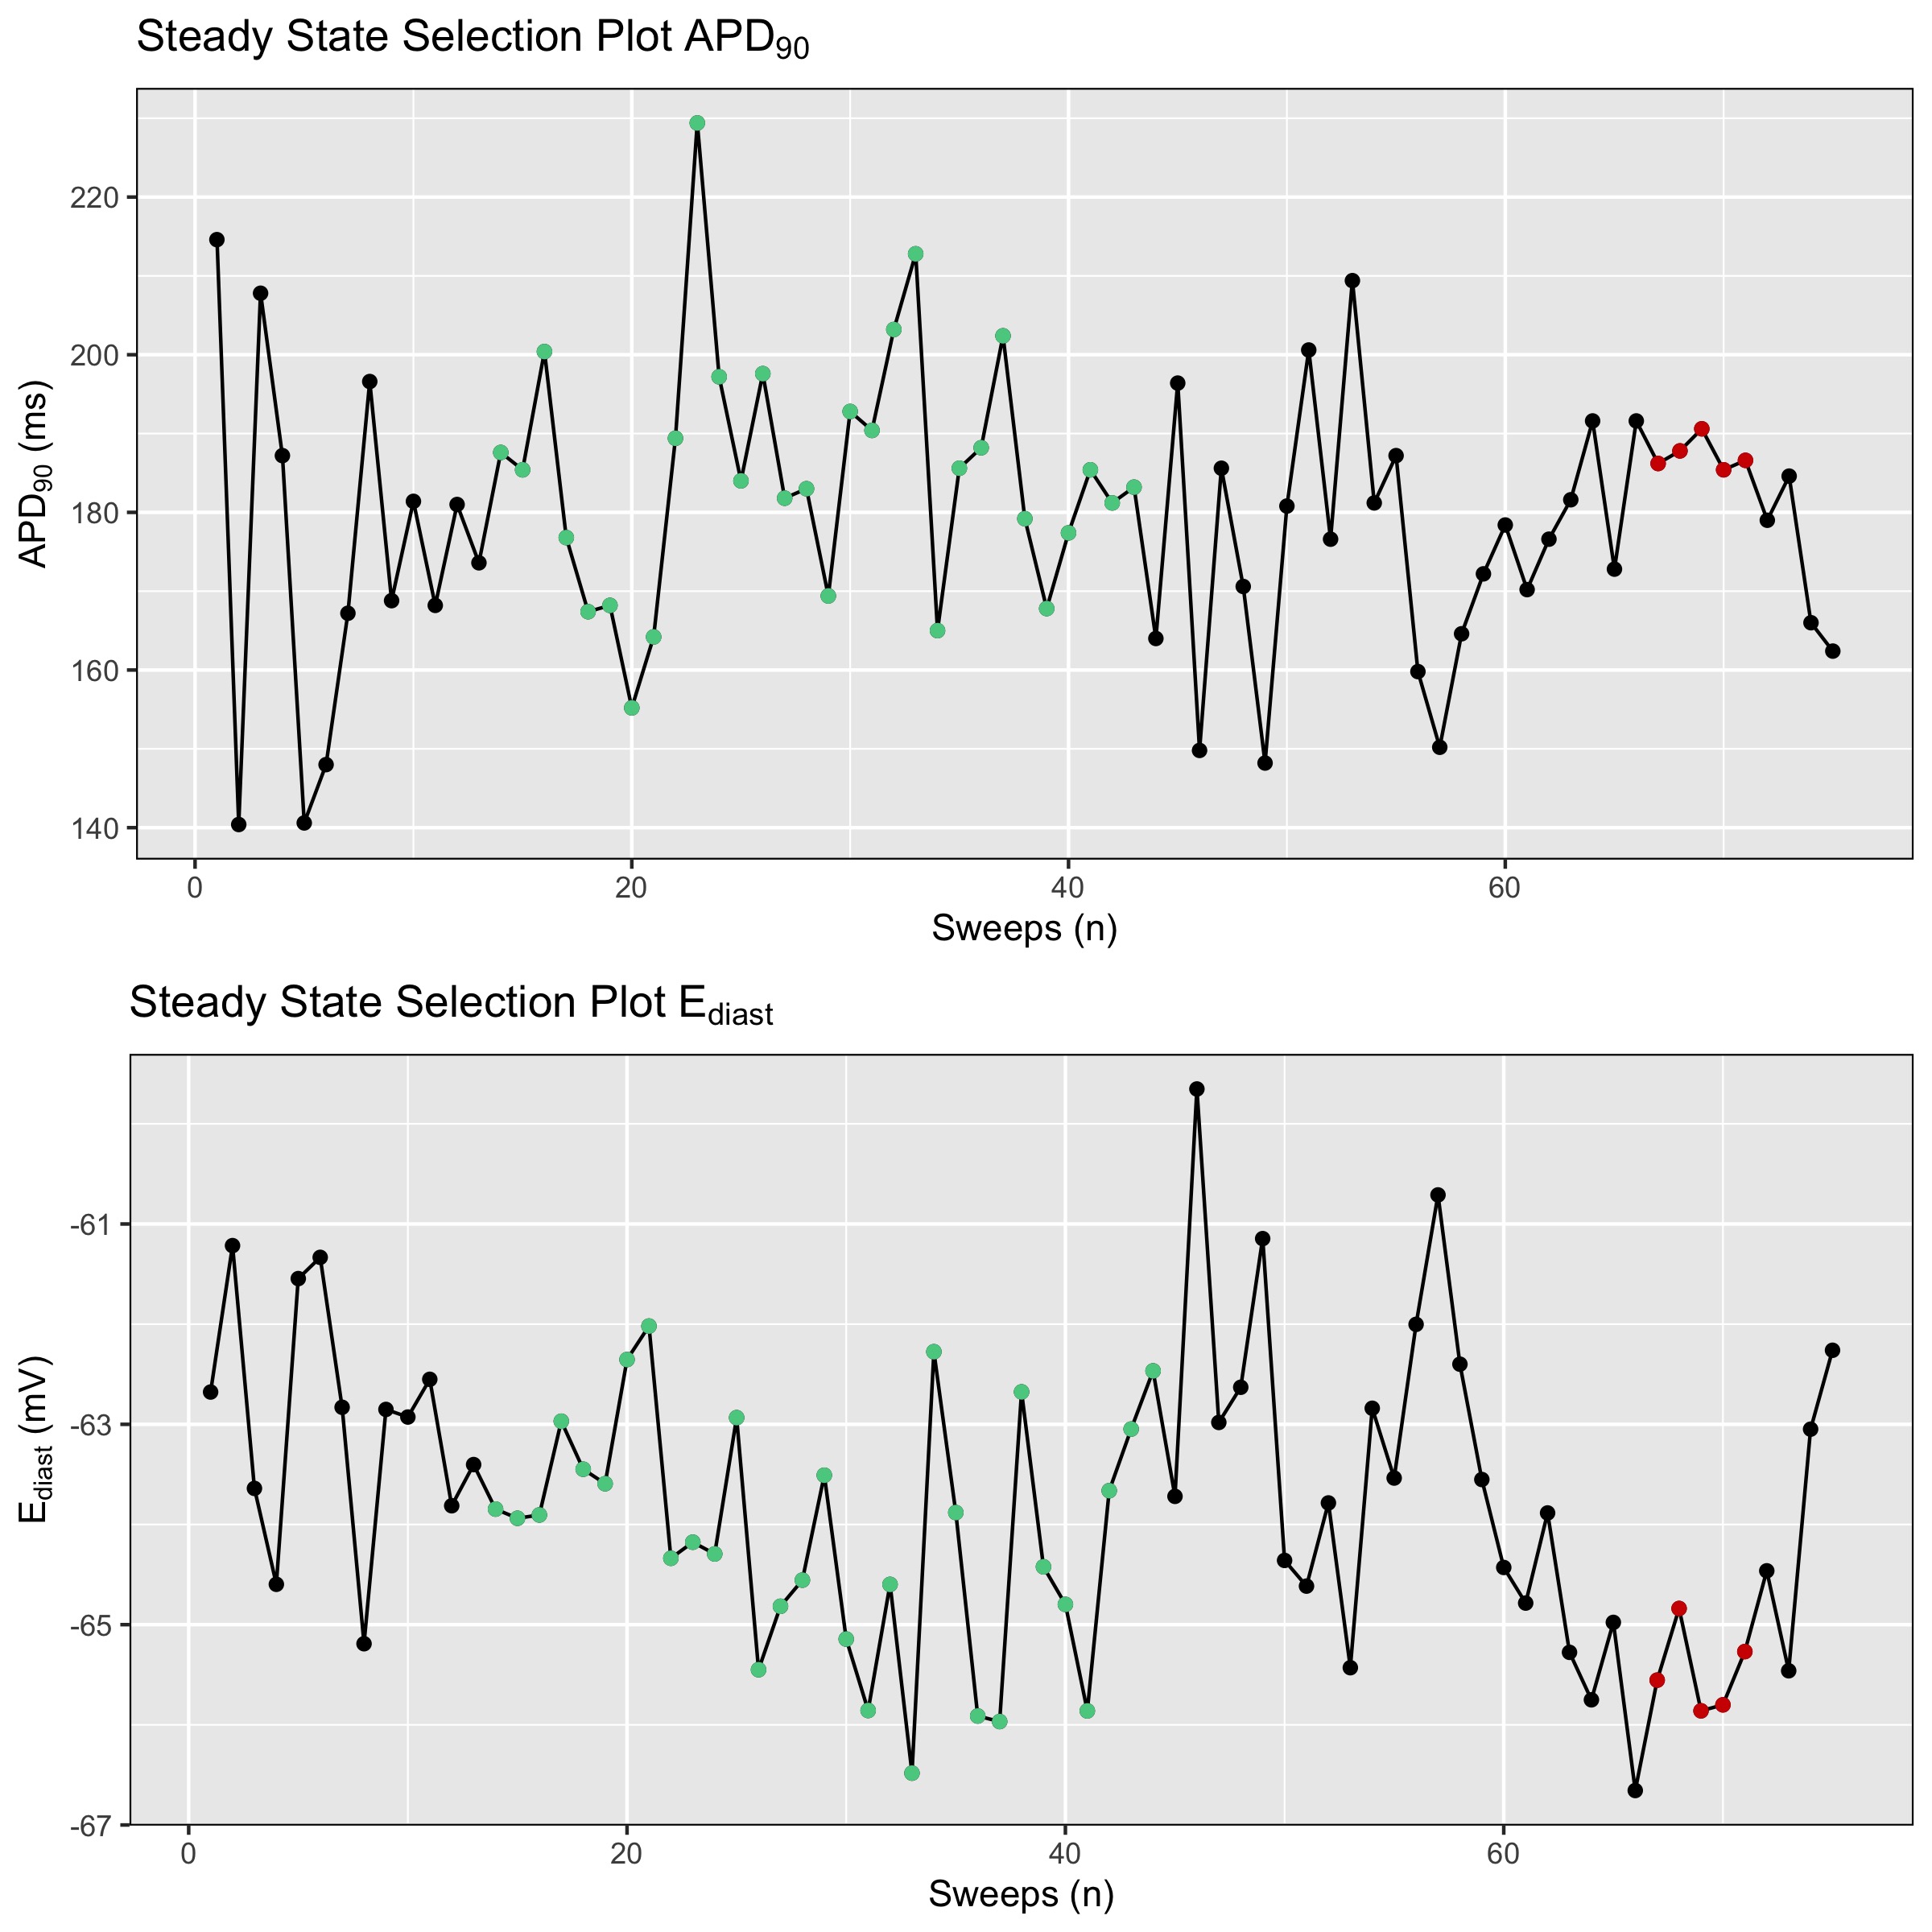 Steady State Selection Plot APD90
220
200
180
160
140
APD90 (ms)
0 20 40 60
Sweeps (n)
Steady State Selection Plot Ediast
-61
-63
-65
-67
Ediast (mV)
0 20 40 60
Sweeps (n)